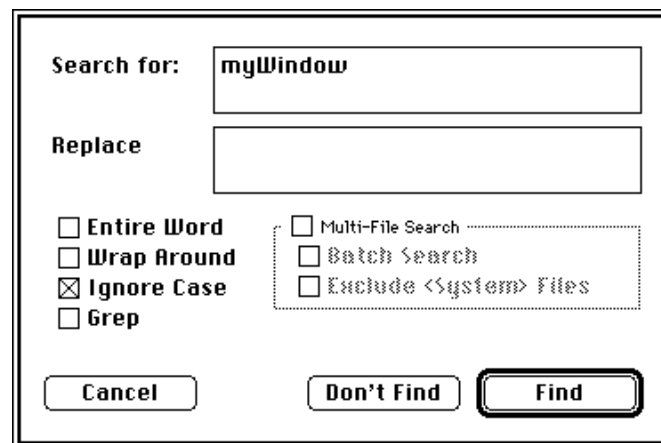 Search for:
myWindow
Replace
Entire Word
Wrap Around
Ignore Case
Grep
Multi-File Search
Batch Search
Exclude <System> Files
Cancel
Don't Find
Find